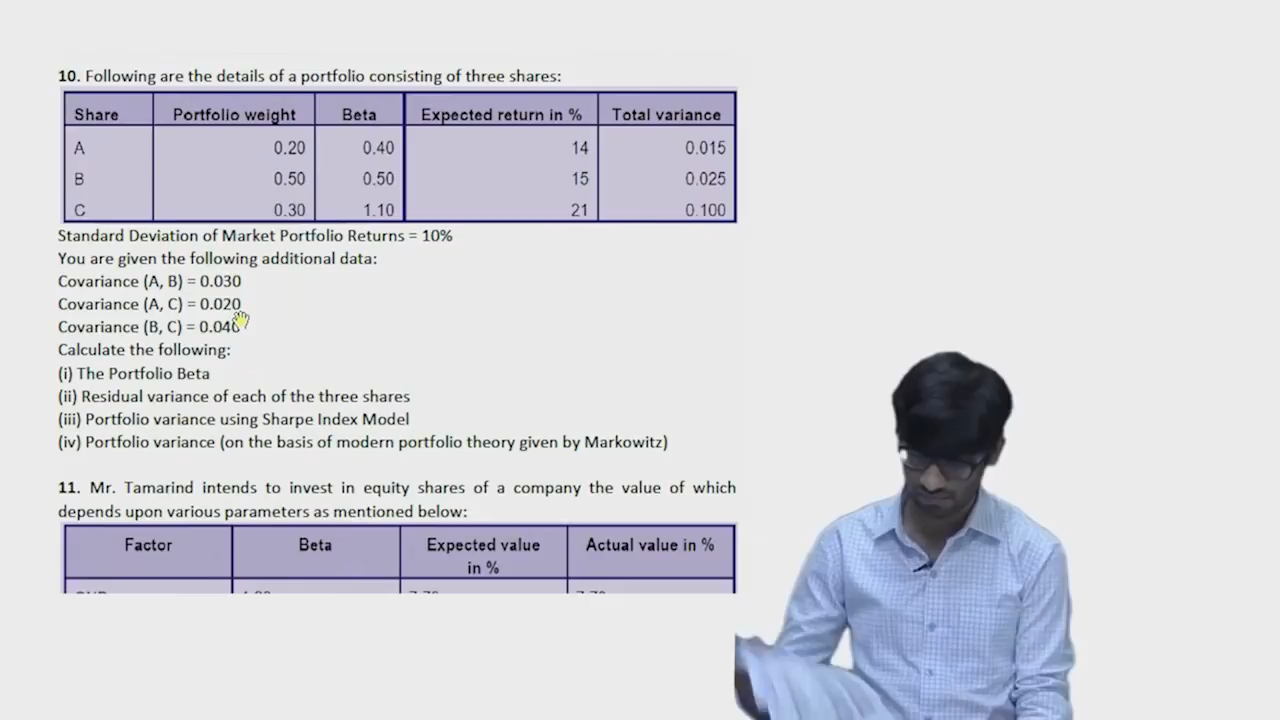 10. Following are the details of a portfolio consisting of three shares:
Share Portfolio weight Beta Expected return in % Total variance
A 0.20 0.40 14 0.015
B 0.50 0.50 15 0.025
C 0.30 1.10 21 0.100
Standard Deviation of Market Portfolio Returns = 10%
You are given the following additional data:
Covariance (A, B) = 0.030
Covariance (A, C) = 0.020
Covariance (B, C) = 0.040
Calculate the following:
(i) The Portfolio Beta
(ii) Residual variance of each of the three shares
(iii) Portfolio variance using Sharpe Index Model
(iv) Portfolio variance (on the basis of modern portfolio theory given by Markowitz)
11. Mr. Tamarind intends to invest in equity shares of a company the value of which
depends upon various parameters as mentioned below:
Factor Beta Expected value in % Actual value in %